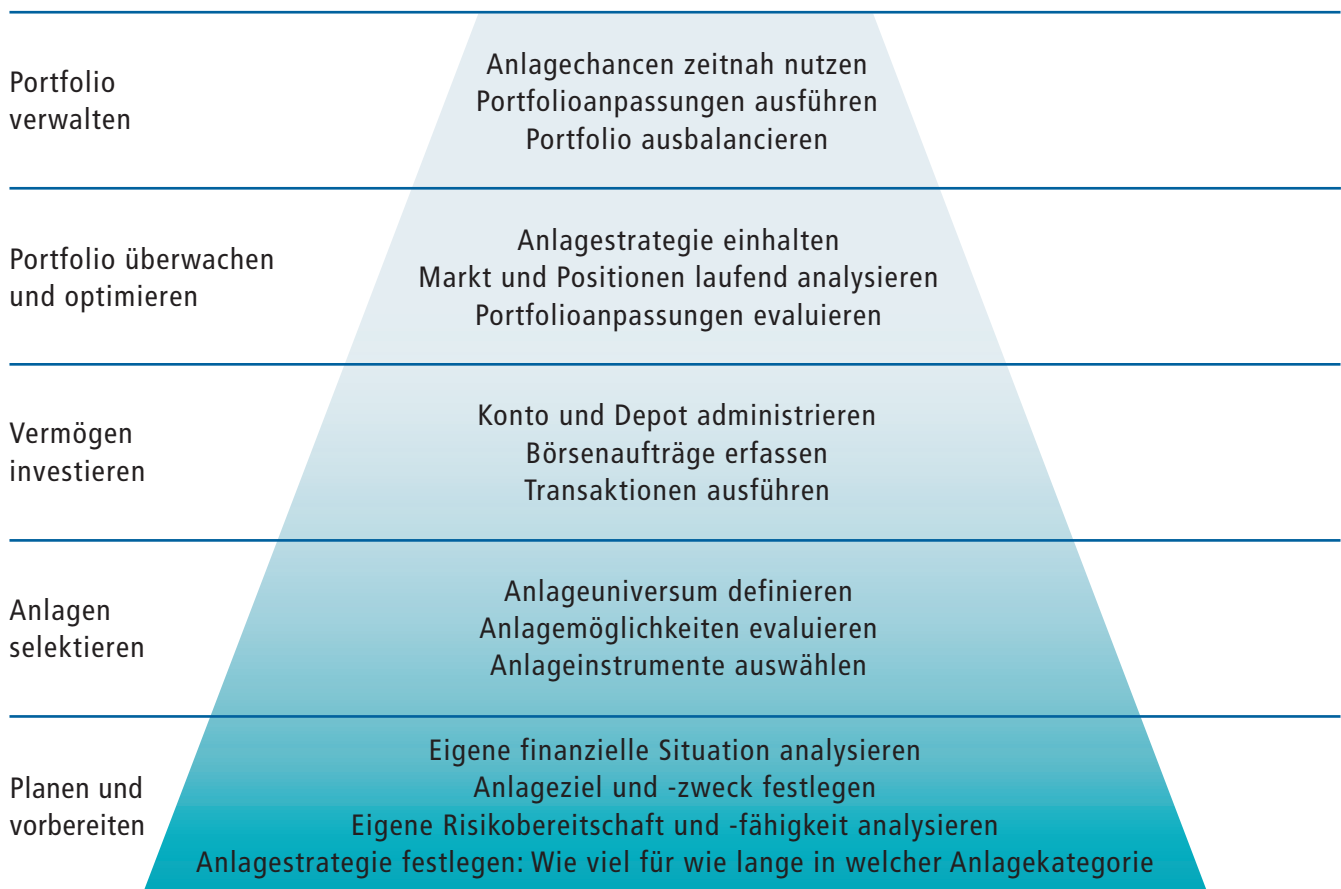 Portfolio
verwalten
Anlagechancen zeitnah nutzen
Portfolioanpassungen ausführen
Portfolio ausbalancieren
Portfolio überwachen
und optimieren
Anlagestrategie einhalten
Markt und Positionen laufend analysieren
Portfolioanpassungen evaluieren
Vermögen
investieren
Konto und Depot administrieren
Börsenaufträge erfassen
Transaktionen ausführen
Anlagen
selektieren
Anlageuniversum definieren
Anlagemöglichkeiten evaluieren
Anlageinstrumente auswählen
Planen und
vorbereiten
Eigene finanzielle Situation analysieren
Anlageziel und -zweck festlegen
Eigene Risikobereitschaft und -fähigkeit analysieren
Anlagestrategie festlegen: Wie viel für wie lange in welcher Anlagekategorie